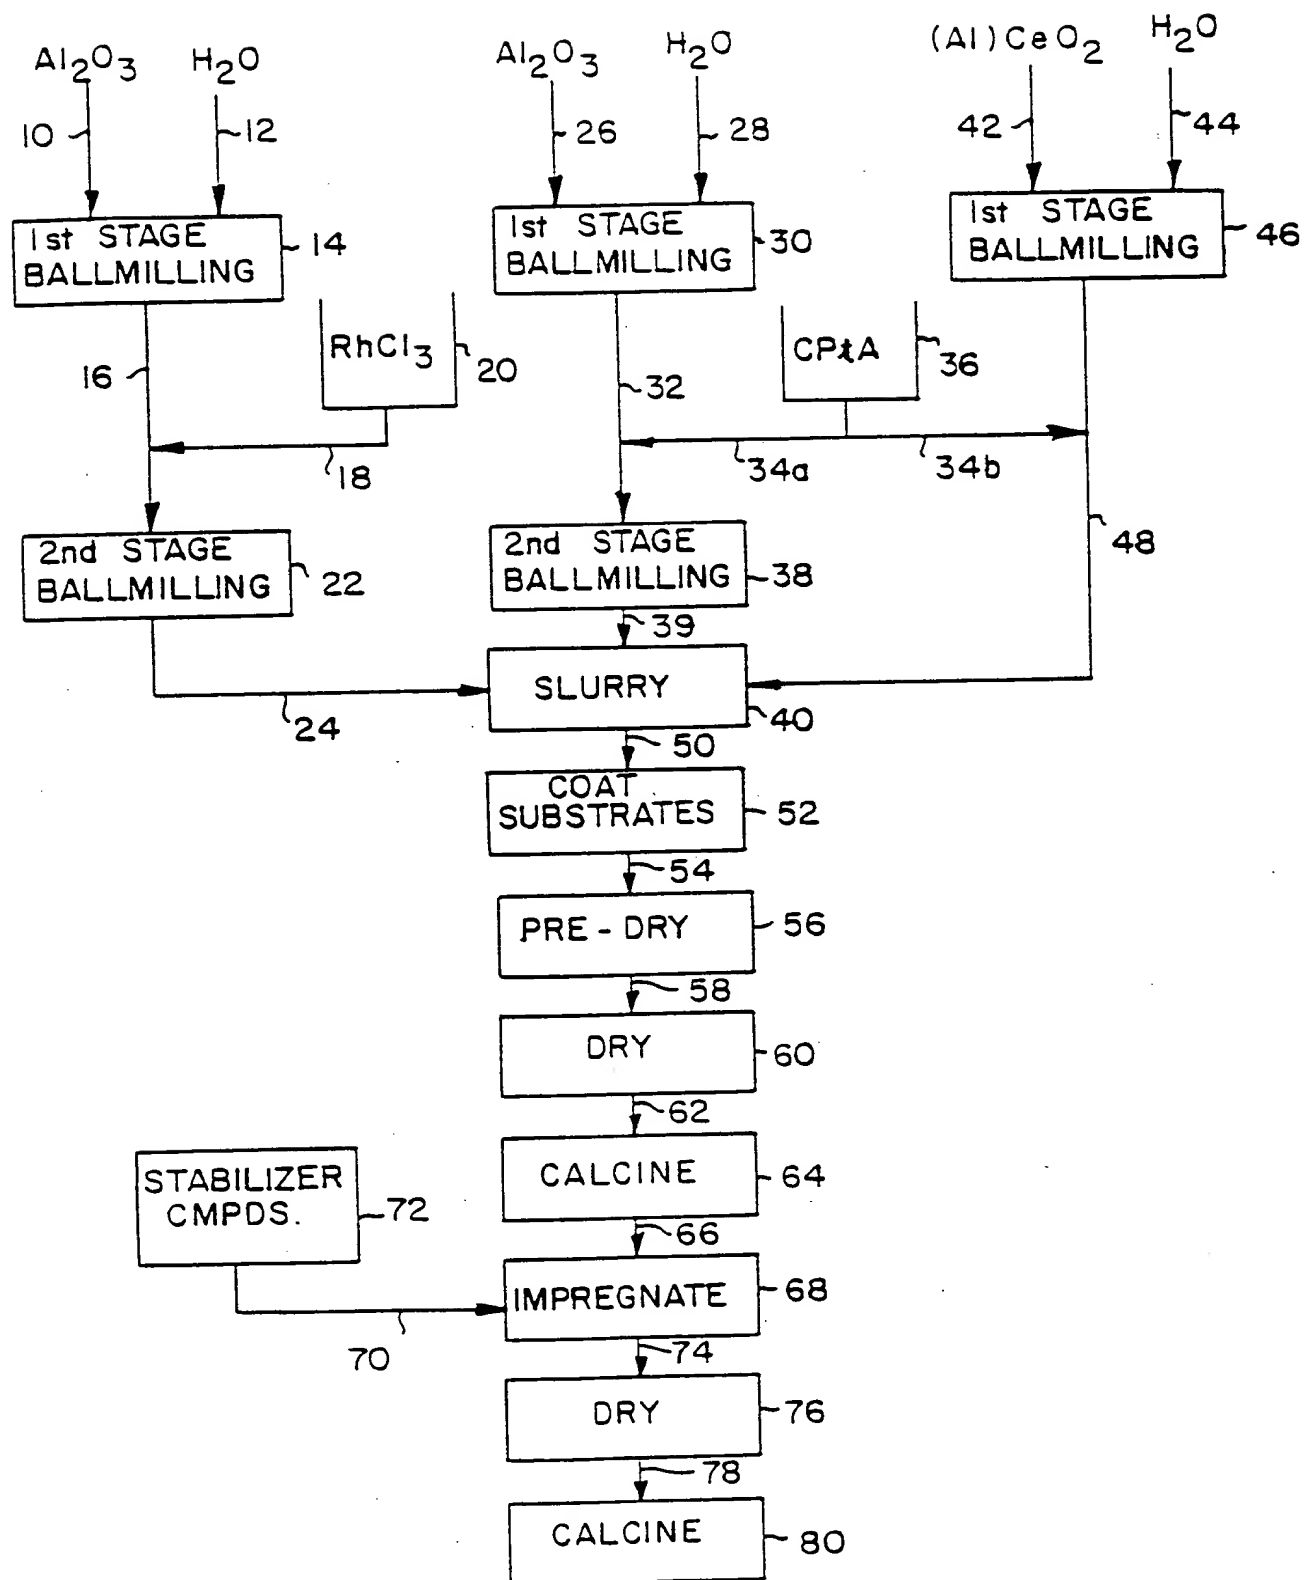 Al2O3
H2O
Al2O3
H2O
(Al)CeO2
H2O
10
12
26
28
42
44
1st STAGE
BALLMILLING
14
1st STAGE
BALLMILLING
30
1st STAGE
BALLMILLING
46
RhCl3
20
CPtA
36
16
32
18
34a
34b
48
2nd STAGE
BALLMILLING
22
2nd STAGE
BALLMILLING
38
39
SLURRY
40
24
50
COAT
SUBSTRATES
52
54
PRE-DRY
56
58
DRY
60
62
CALCINE
64
66
STABILIZER
CMPDS.
72
IMPREGNATE
68
70
74
DRY
76
78
CALCINE
80